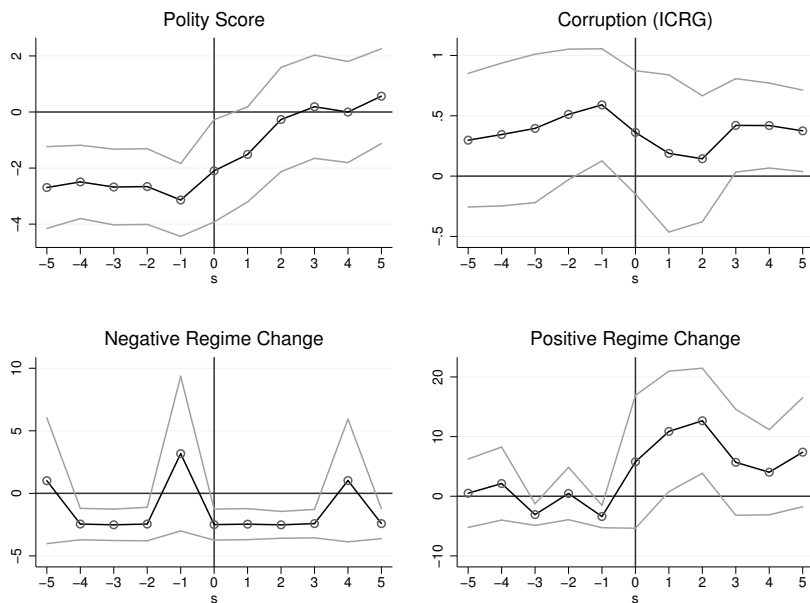 Polity Score
2
0
−2
−4
−5 −4 −3 −2 −1 0 1 2 3 4 5
s
Corruption (ICRG)
1
.5
0
−.5
−5 −4 −3 −2 −1 0 1 2 3 4 5
s
Negative Regime Change
10
5
0
−5
−5 −4 −3 −2 −1 0 1 2 3 4 5
s
Positive Regime Change
20
10
0
−10
−5 −4 −3 −2 −1 0 1 2 3 4 5
s